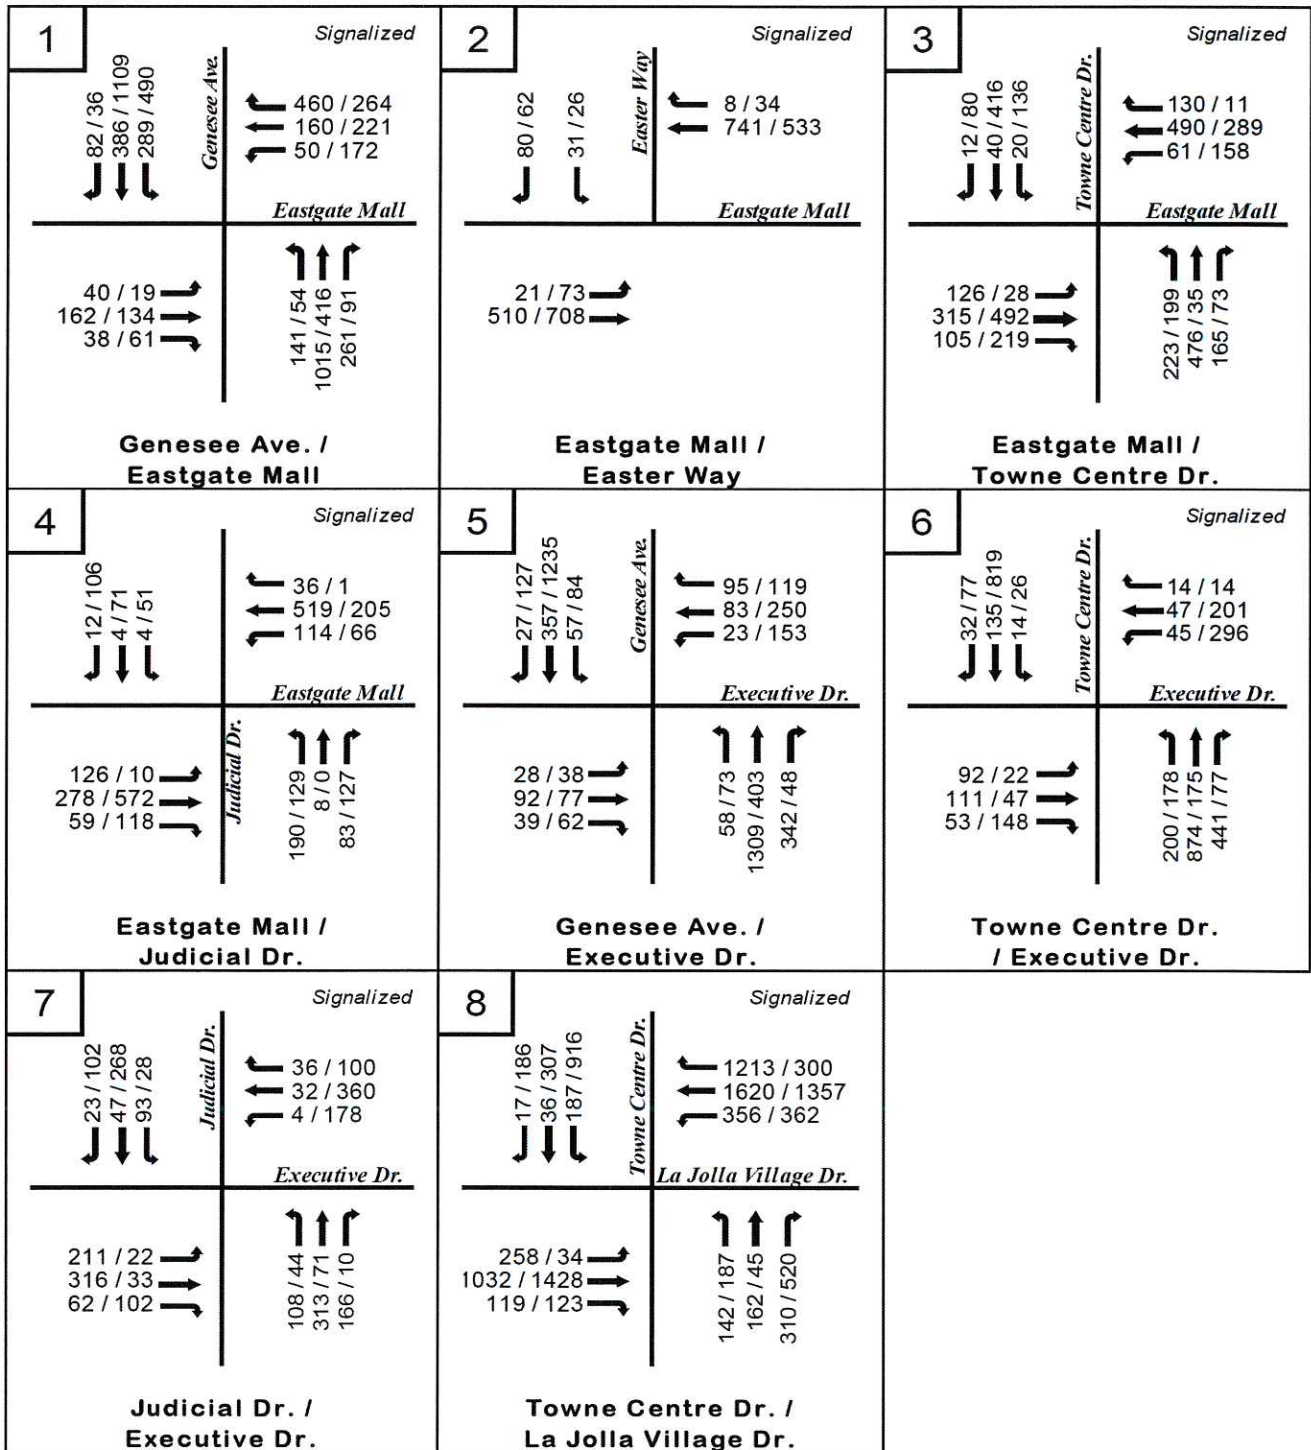 1
Signalized
82 / 36
386 / 1109
289 / 490
Genesee Ave.
460 / 264
160 / 221
50 / 172
Eastgate Mall
40 / 19
162 / 134
38 / 61
141 / 54
1015 / 416
261 / 91
Genesee Ave. /
Eastgate Mall
2
Signalized
80 / 62
31 / 26
Easter Way
8 / 34
741 / 533
Eastgate Mall
21 / 73
510 / 708
Eastgate Mall /
Easter Way
3
Signalized
12 / 80
40 / 416
20 / 136
Towne Centre Dr.
130 / 11
490 / 289
61 / 158
Eastgate Mall
126 / 28
315 / 492
105 / 219
223 / 199
476 / 35
165 / 73
Eastgate Mall /
Towne Centre Dr.
4
Signalized
12 / 106
4 / 71
4 / 51
36 / 1
519 / 205
114 / 66
Eastgate Mall
126 / 10
278 / 572
59 / 118
Judicial Dr.
190 / 129
8 / 0
83 / 127
Eastgate Mall /
Judicial Dr.
5
Signalized
27 / 127
357 / 1235
57 / 84
Genesee Ave.
95 / 119
83 / 250
23 / 153
Executive Dr.
28 / 38
92 / 77
39 / 62
58 / 73
1309 / 403
342 / 48
Genesee Ave. /
Executive Dr.
6
Signalized
32 / 77
135 / 819
14 / 26
Towne Centre Dr.
14 / 14
47 / 201
45 / 296
Executive Dr.
92 / 22
111 / 47
53 / 148
200 / 178
874 / 175
441 / 77
Towne Centre Dr.
/ Executive Dr.
7
Signalized
23 / 102
47 / 268
93 / 28
Judicial Dr.
36 / 100
32 / 360
4 / 178
Executive Dr.
211 / 22
316 / 33
62 / 102
108 / 44
313 / 71
166 / 10
Judicial Dr. /
Executive Dr.
8
Signalized
17 / 186
36 / 307
187 / 916
Towne Centre Dr.
1213 / 300
1620 / 1357
356 / 362
La Jolla Village Dr.
258 / 34
1032 / 1428
119 / 123
142 / 187
162 / 45
310 / 520
Towne Centre Dr. /
La Jolla Village Dr.